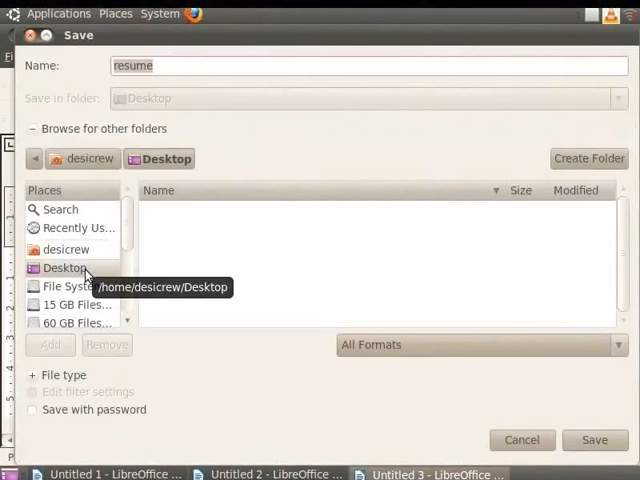 Applications Places System
Save
Fi
Name: resume
Save in folder: Desktop
Browse for other folders
desicrew Desktop Create Folder
Places Name Size Modified
Search
Recently Us...
desicrew
Desktop
File Syste
/home/desicrew/Desktop
15 GB Files...
60 GB Files...
Add Remove All Formats
File type
Edit filter settings
Save with password
Cancel Save
Untitled 1 - LibreOffice ... Untitled 2 - LibreOffice ... Untitled 3 - LibreOffice ...